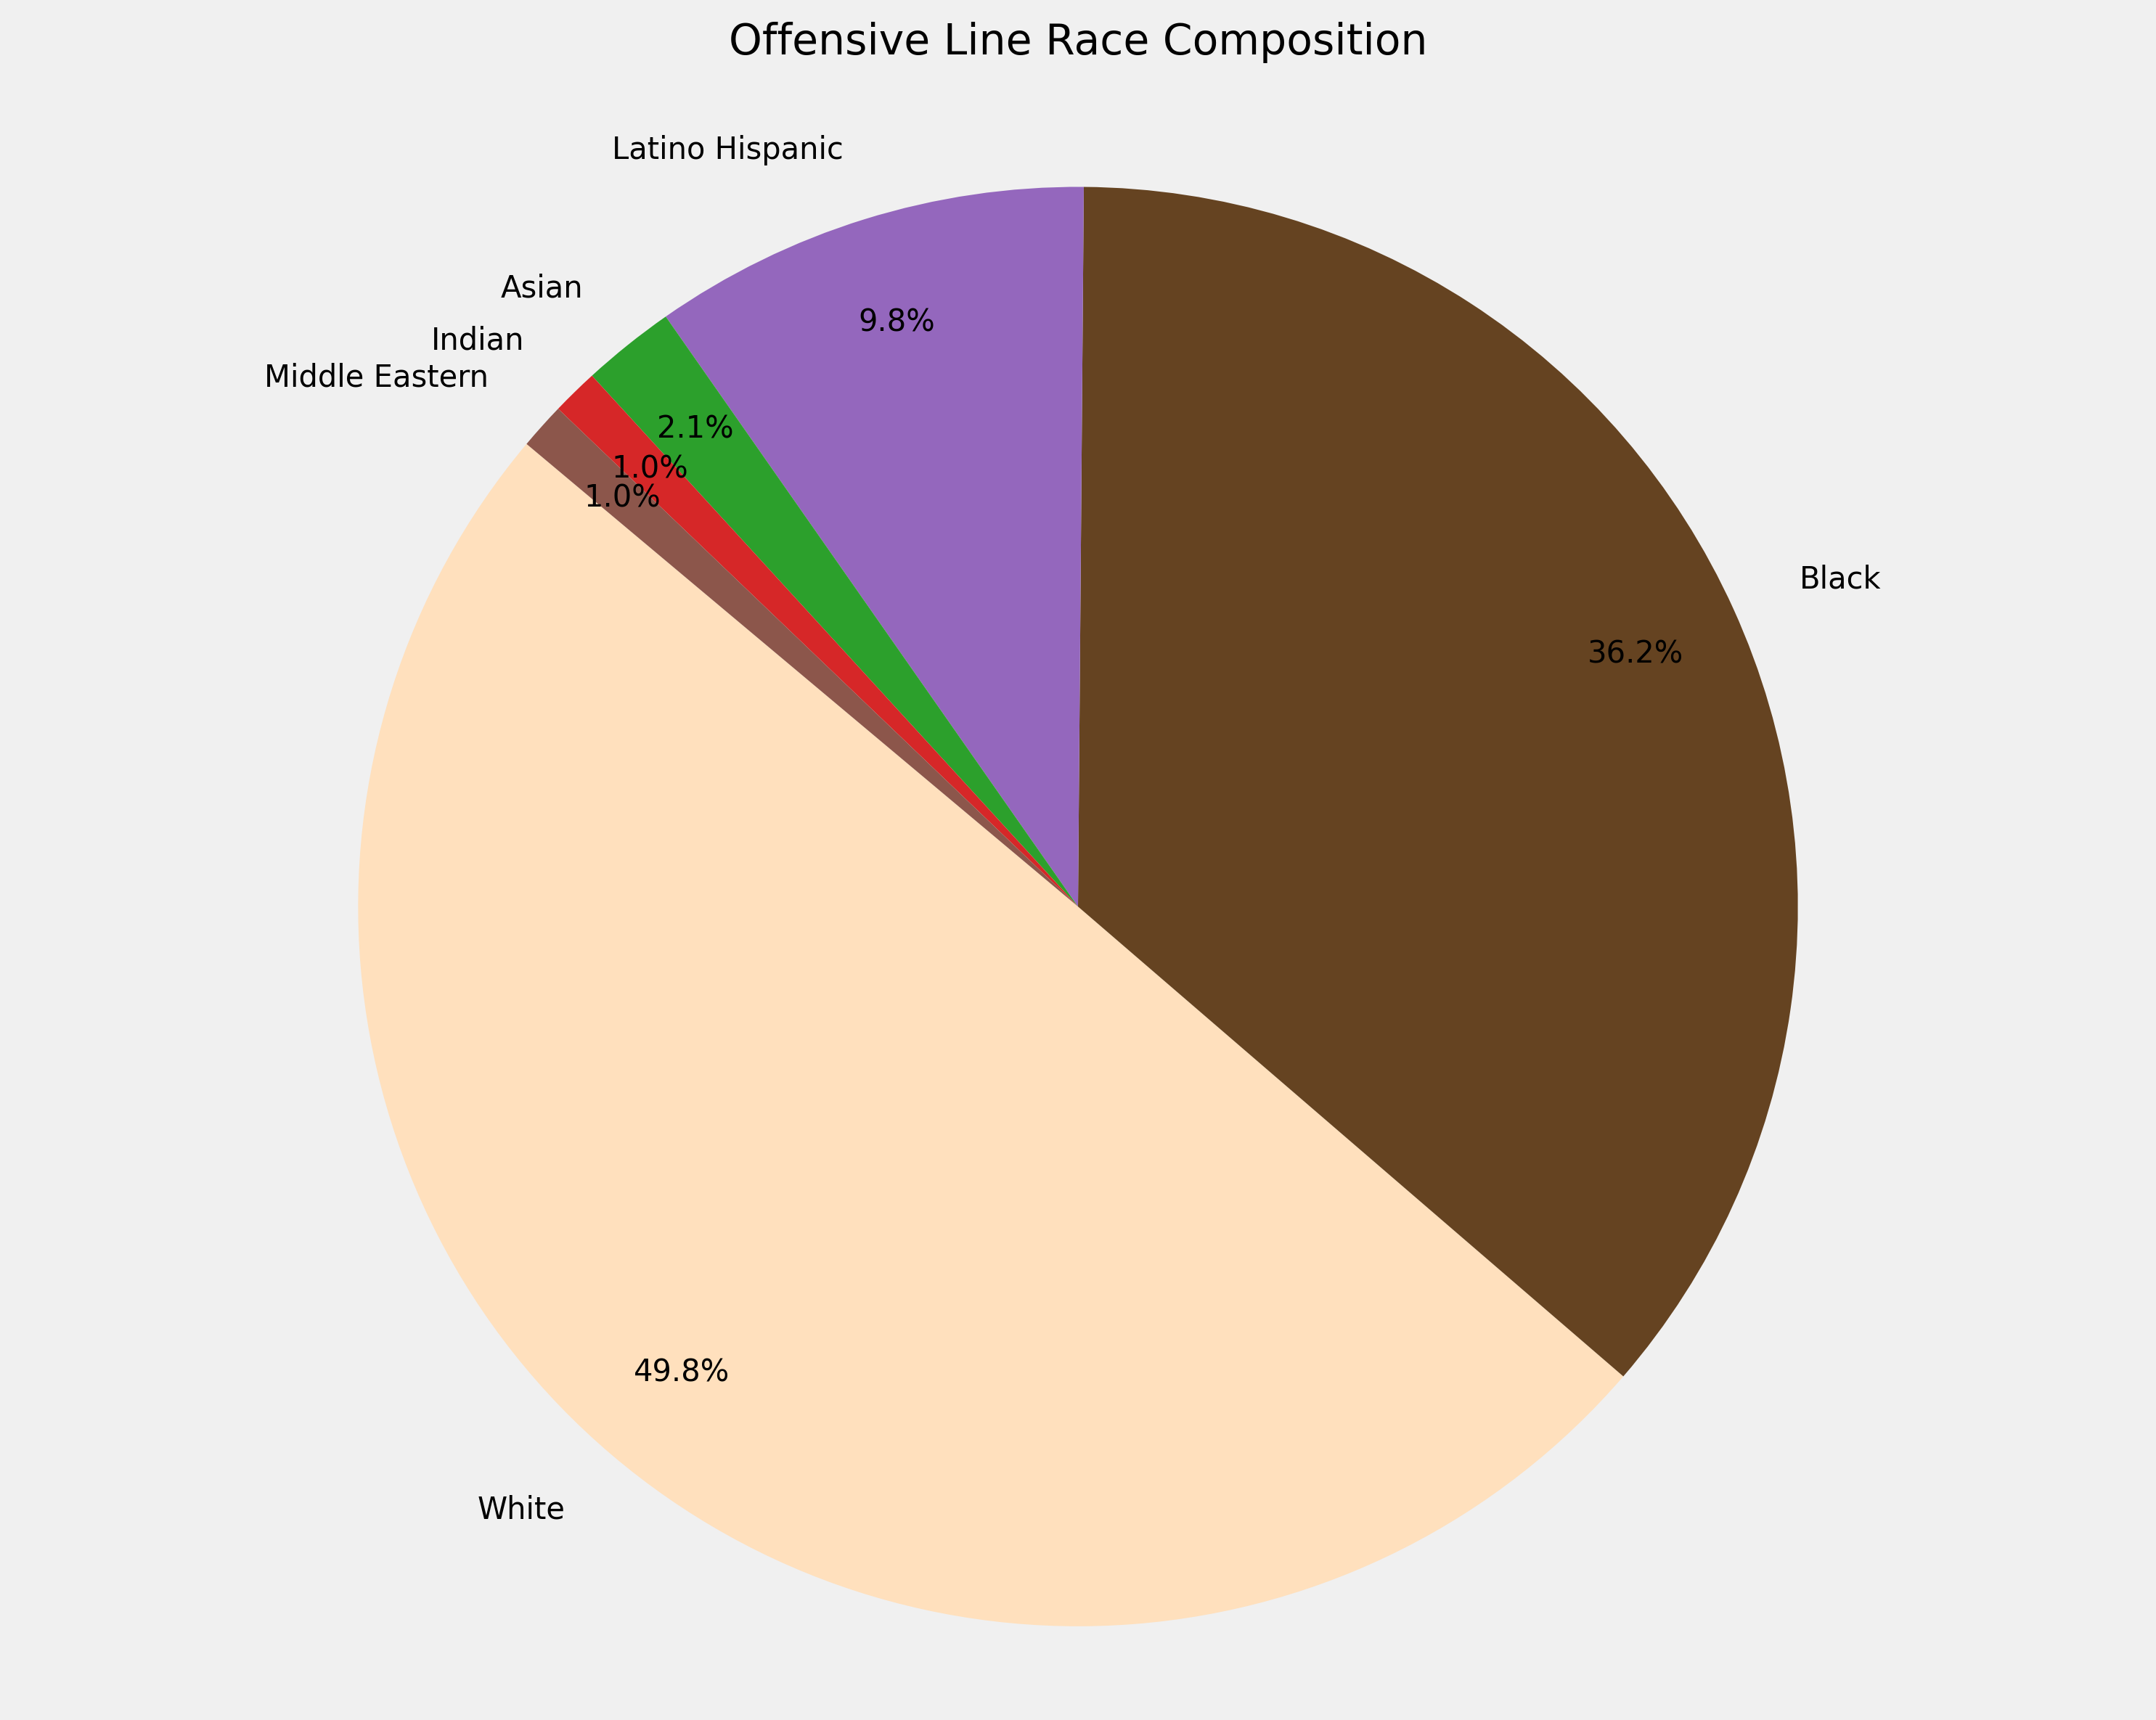 Offensive Line Race Composition
Latino Hispanic
9.8%
Asian
2.1%
Indian
1.0%
Middle Eastern
1.0%
Black
36.2%
White
49.8%